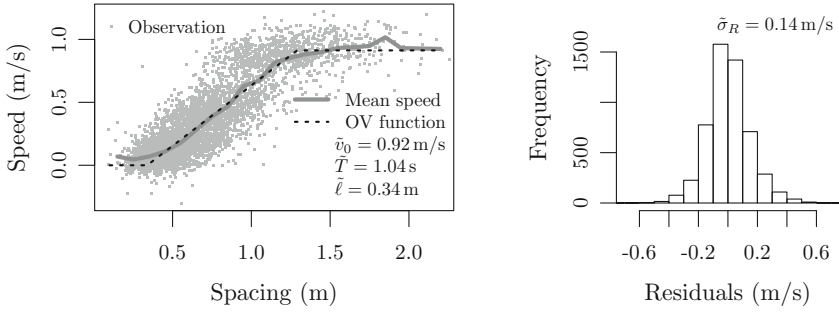 Observation
Speed (m/s)
0.0
0.5
1.0
Mean speed
OV function
ṽ₀ = 0.92 m/s
T̃ = 1.04 s
ℓ̃ = 0.34 m
0.5 1.0 1.5 2.0
Spacing (m)
σ̃_R = 0.14 m/s
Frequency
0
500
1500
-0.6 -0.2 0.2 0.6
Residuals (m/s)